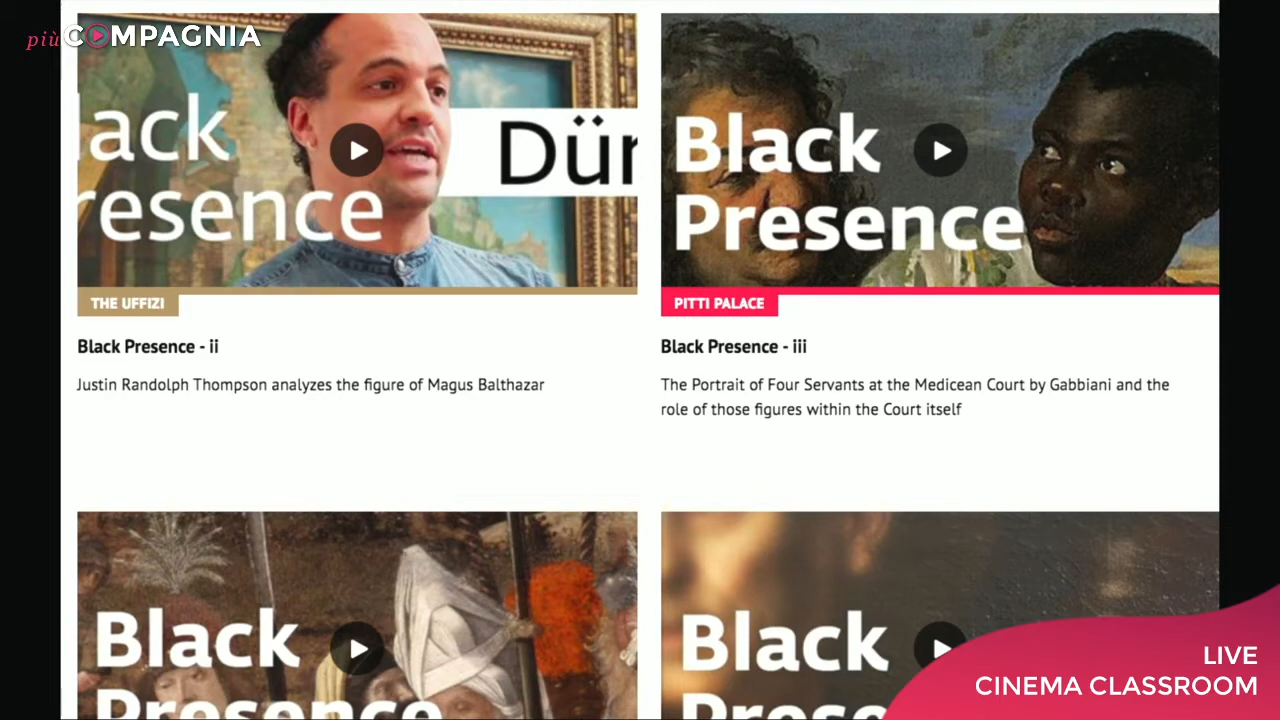 più COMPAGNIA
lack
resence
Dür
Black
Presence
THE UFFIZI
PITTI PALACE
Black Presence - ii
Justin Randolph Thompson analyzes the figure of Magus Balthazar
Black Presence - iii
The Portrait of Four Servants at the Medicean Court by Gabbiani and the
role of those figures within the Court itself
Black
Presence
Black
Prese
LIVE
CINEMA CLASSROOM